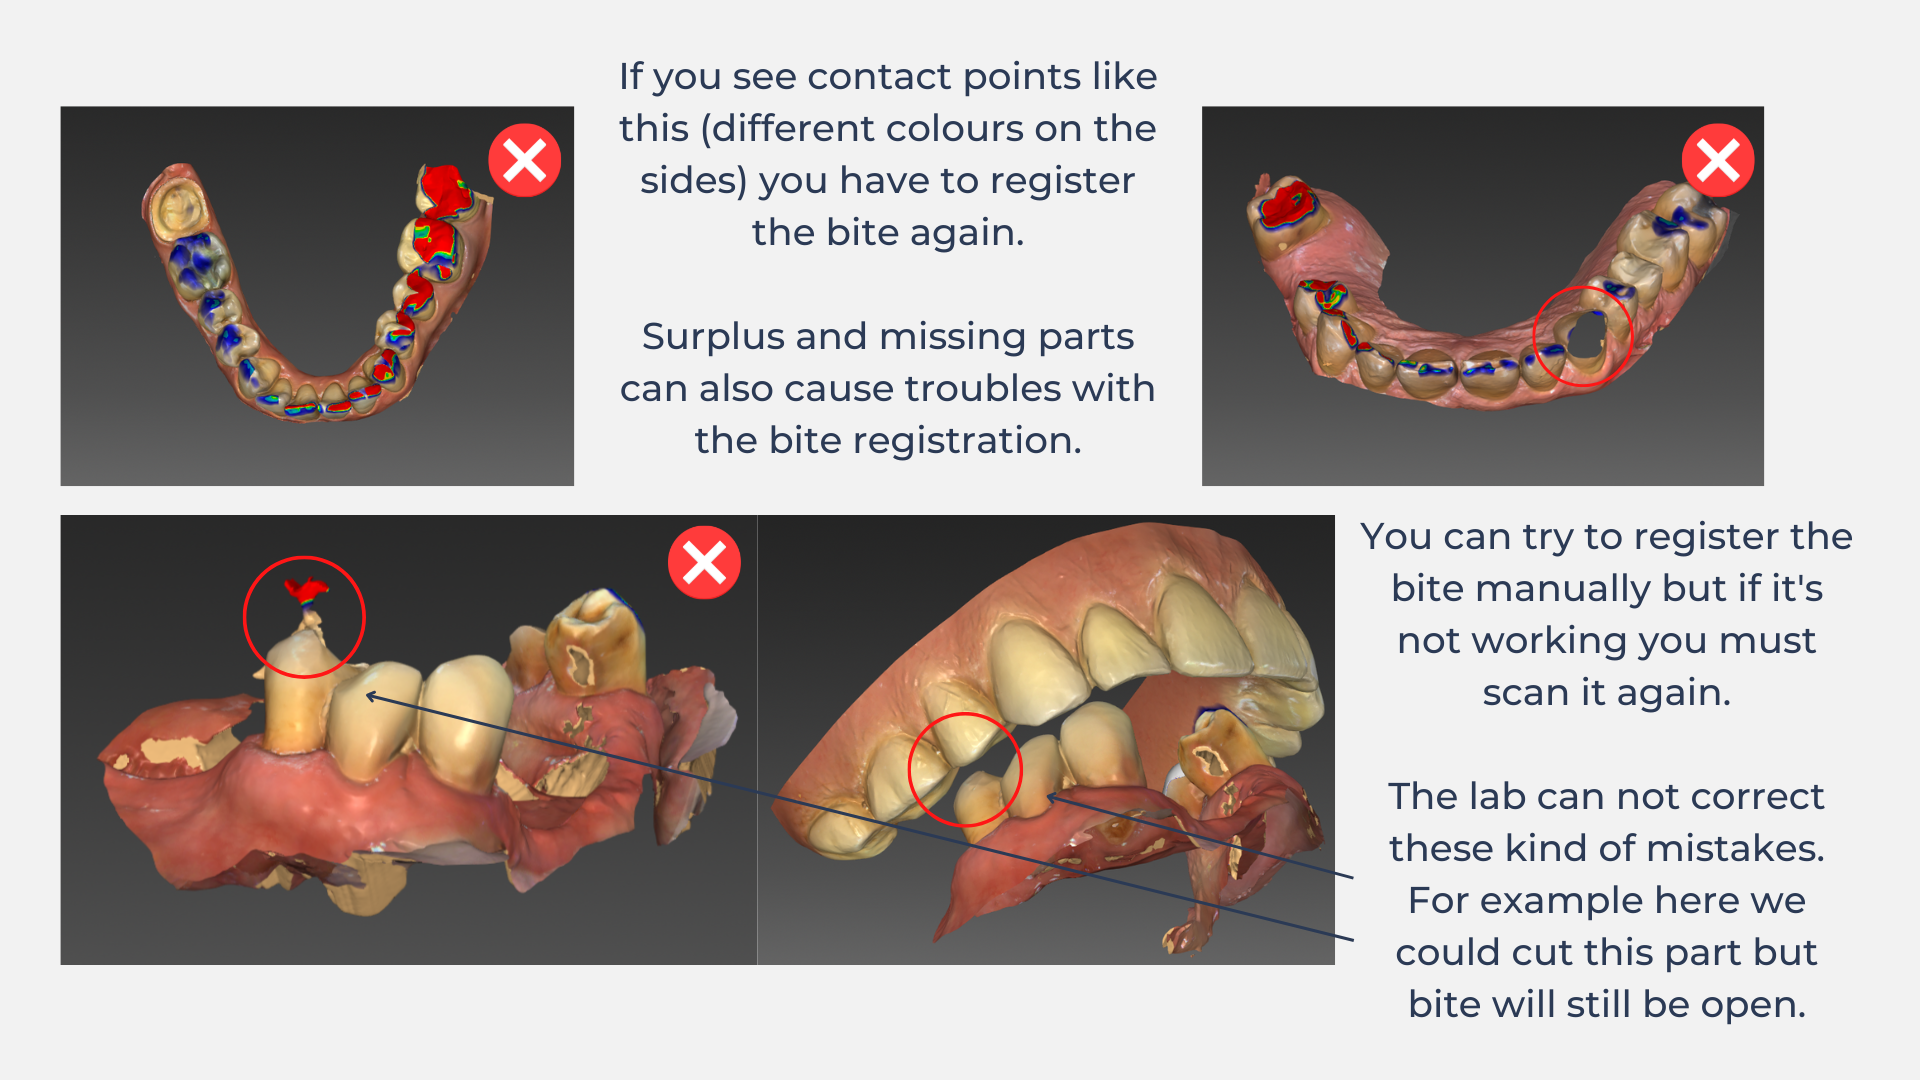 If you see contact points like
this (different colours on the
sides) you have to register
the bite again.
Surplus and missing parts
can also cause troubles with
the bite registration.
You can try to register the
bite manually but if it's
not working you must
scan it again.
The lab can not correct
these kind of mistakes.
For example here we
could cut this part but
bite will still be open.